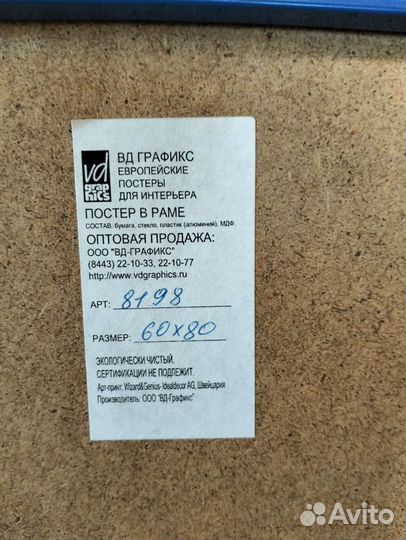 vd
graphics
ВД ГРАФИКС
ЕВРОПЕЙСКИЕ
ПОСТЕРЫ
ДЛЯ ИНТЕРЬЕРА
ПОСТЕР В РАМЕ
СОСТАВ: бумага, стекло, пластик (алюминий), МДФ.
ОПТОВАЯ ПРОДАЖА:
ООО "ВД-ГРАФИКС"
(8443) 22-10-33, 22-10-77
http://www.vdgraphics.ru
АРТ: 8198
РАЗМЕР: 60x80
ЭКОЛОГИЧЕСКИ ЧИСТЫЙ.
СЕРТИФИКАЦИИ НЕ ПОДЛЕЖИТ.
Арт-принт: Wizard&Genius- Idealdecor AG, Швейцария
Производитель: ООО "ВД-Графикс"
Avito